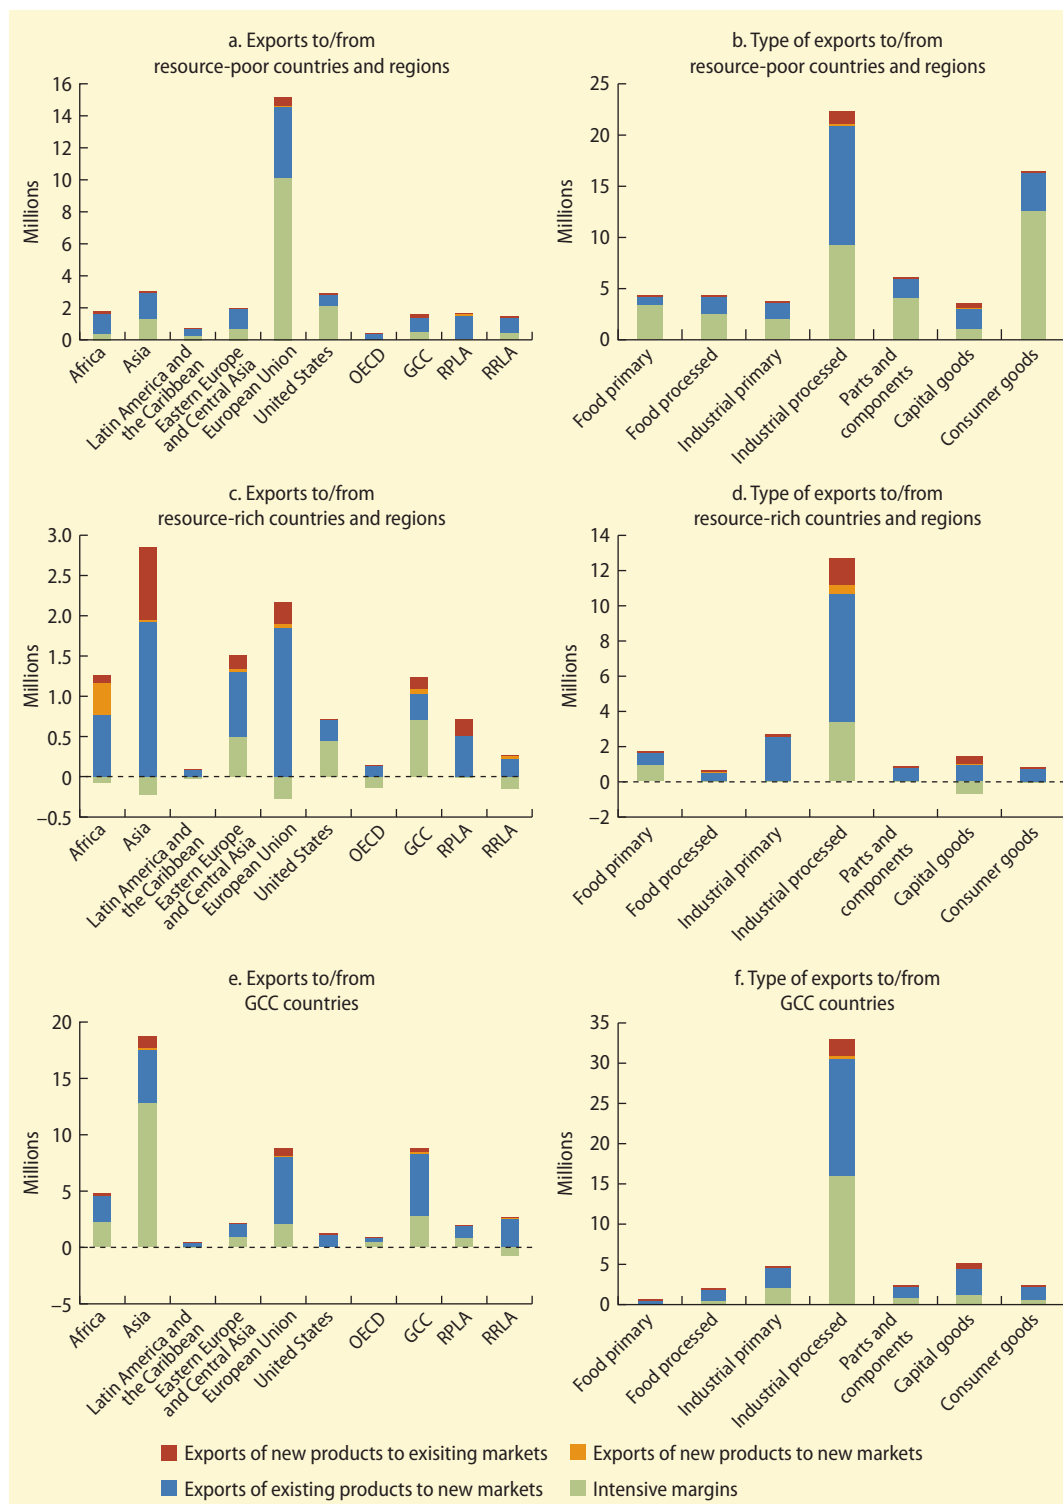 a. Exports to/from
resource-poor countries and regions
16
14
12
10
8
6
4
2
0
Millions
Africa
Asia
Latin America and
the Caribbean
Eastern Europe
and Central Asia
European Union
United States
OECD
GCC
RPLA
RRLA
b. Type of exports to/from
resource-poor countries and regions
25
20
15
10
5
0
Millions
Food primary
Food processed
Industrial primary
Industrial processed
Parts and
components
Capital goods
Consumer goods
c. Exports to/from
resource-rich countries and regions
3.0
2.5
2.0
1.5
1.0
0.5
0
−0.5
Millions
Africa
Asia
Latin America and
the Caribbean
Eastern Europe
and Central Asia
European Union
United States
OECD
GCC
RPLA
RRLA
d. Type of exports to/from
resource-rich countries and regions
14
12
10
8
6
4
2
0
−2
Millions
Food primary
Food processed
Industrial primary
Industrial processed
Parts and
components
Capital goods
Consumer goods
e. Exports to/from
GCC countries
20
15
10
5
0
−5
Millions
Africa
Asia
Latin America and
the Caribbean
Eastern Europe
and Central Asia
European Union
United States
OECD
GCC
RPLA
RRLA
f. Type of exports to/from
GCC countries
35
30
25
20
15
10
5
0
Millions
Food primary
Food processed
Industrial primary
Industrial processed
Parts and
components
Capital goods
Consumer goods
Exports of new products to exisiting markets
Exports of new products to new markets
Exports of existing products to new markets
Intensive margins